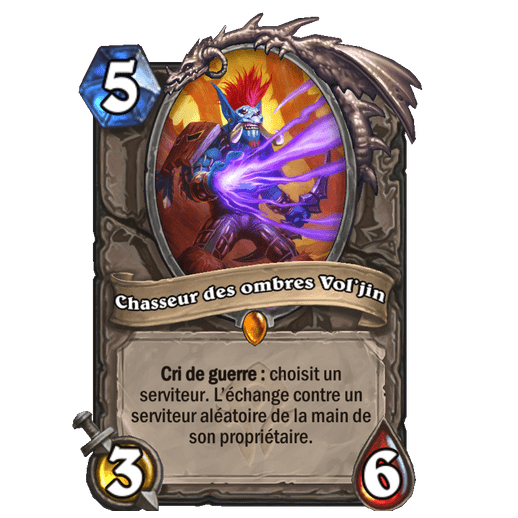 5
Chasseur des ombres Vol'jin
Cri de guerre : choisit un
serviteur. L'échange contre un
serviteur aléatoire de la main de
son propriétaire.
3
6